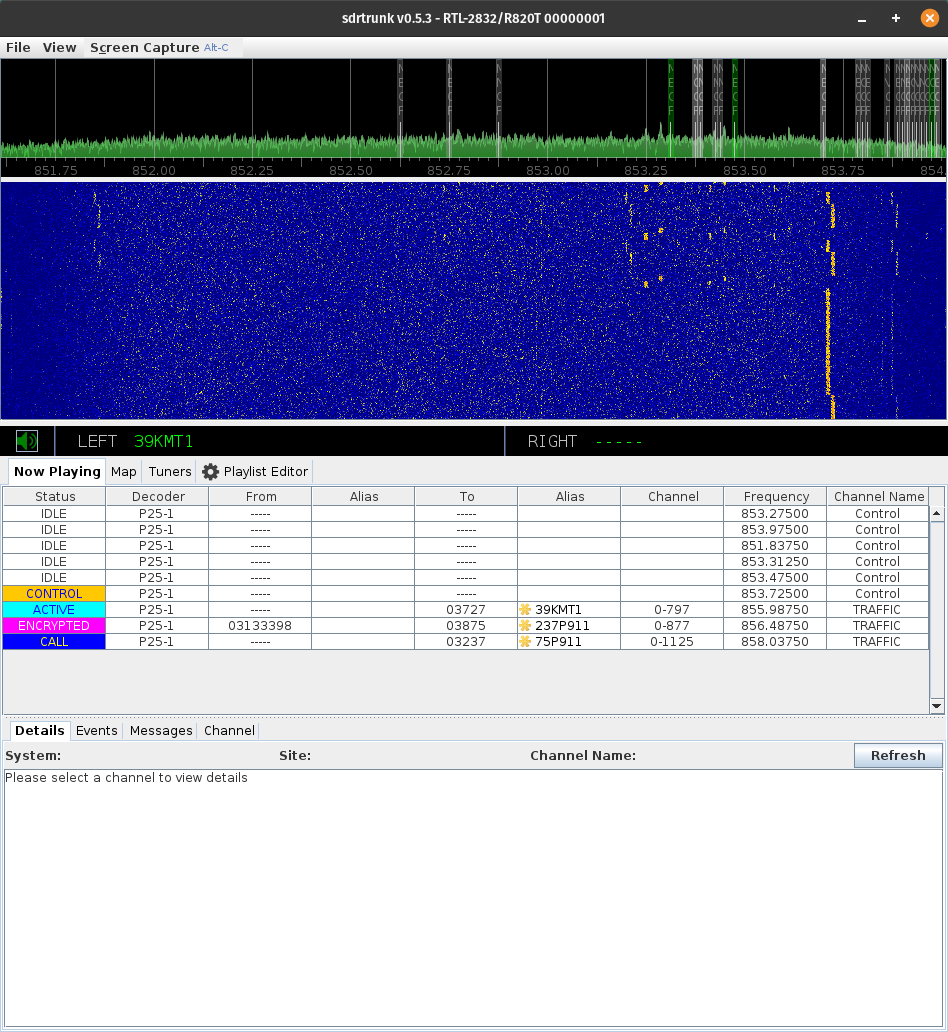 sdrtrunk v0.5.3 - RTL-2832/R820T 00000001
File View Screen Capture Alt-C
851.75 852.00 852.25 852.50 852.75 853.00 853.25 853.50 853.75 854.
LEFT 39KMT1 RIGHT -----
Now Playing Map Tuners Playlist Editor
Status Decoder From Alias To Alias Channel Frequency Channel Name
IDLE P25-1 ----- ----- 853.27500 Control
IDLE P25-1 ----- ----- 853.97500 Control
IDLE P25-1 ----- ----- 851.83750 Control
IDLE P25-1 ----- ----- 853.31250 Control
IDLE P25-1 ----- ----- 853.47500 Control
CONTROL P25-1 ----- ----- 853.72500 Control
ACTIVE P25-1 ----- 03727 39KMT1 0-797 855.98750 TRAFFIC
ENCRYPTED P25-1 03133398 03875 237P911 0-877 856.48750 TRAFFIC
CALL P25-1 ----- 03237 75P911 0-1125 858.03750 TRAFFIC
Details Events Messages Channel
System: Site: Channel Name: Refresh
Please select a channel to view details